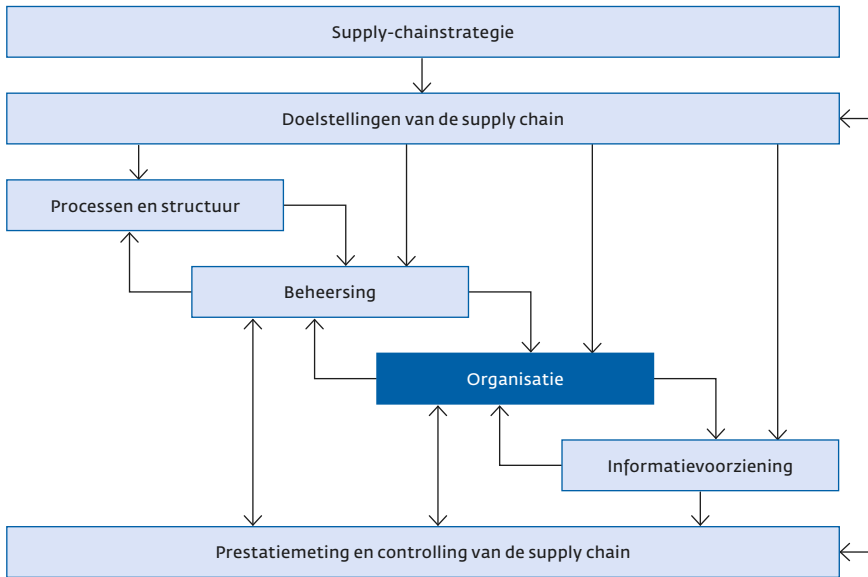 Supply-chainstrategie
Doelstellingen van de supply chain
Processen en structuur
Beheersing
Organisatie
Informatievoorziening
Prestatiemeting en controlling van de supply chain